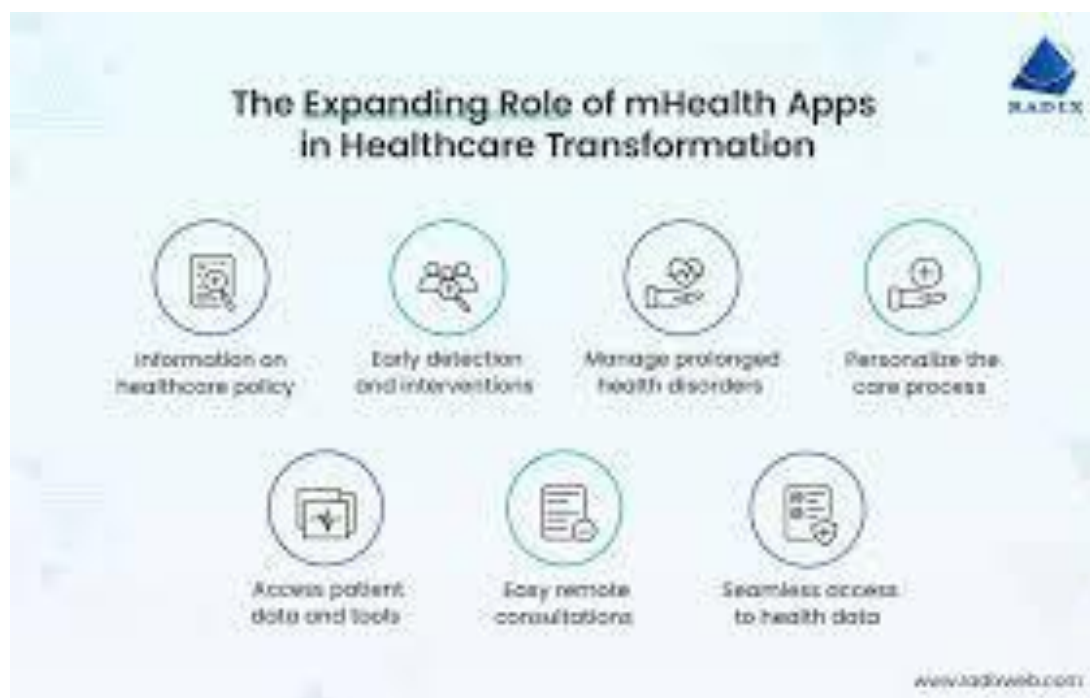 The Expanding Role of mHealth Apps
in Healthcare Transformation
RADIX
Information on
healthcare policy
Early detection
and interventions
Manage prolonged
health disorders
Personalize the
care process
Access patient
data and tools
Easy remote
consultations
Seamless access
to health data
www.radixweb.com